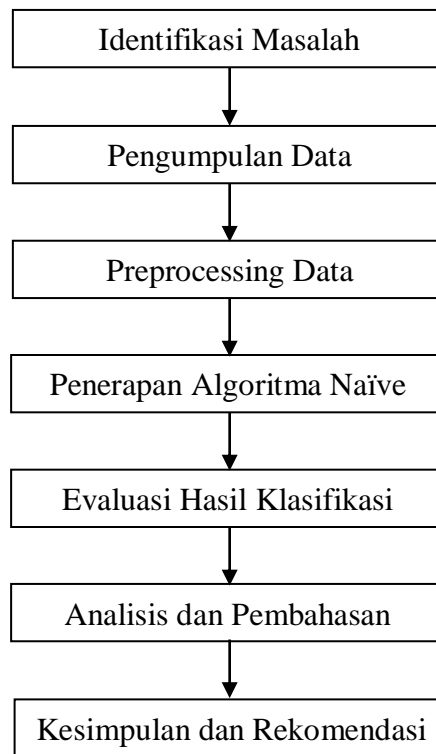 Identifikasi Masalah
Pengumpulan Data
Preprocessing Data
Penerapan Algoritma Naïve
Evaluasi Hasil Klasifikasi
Analisis dan Pembahasan
Kesimpulan dan Rekomendasi